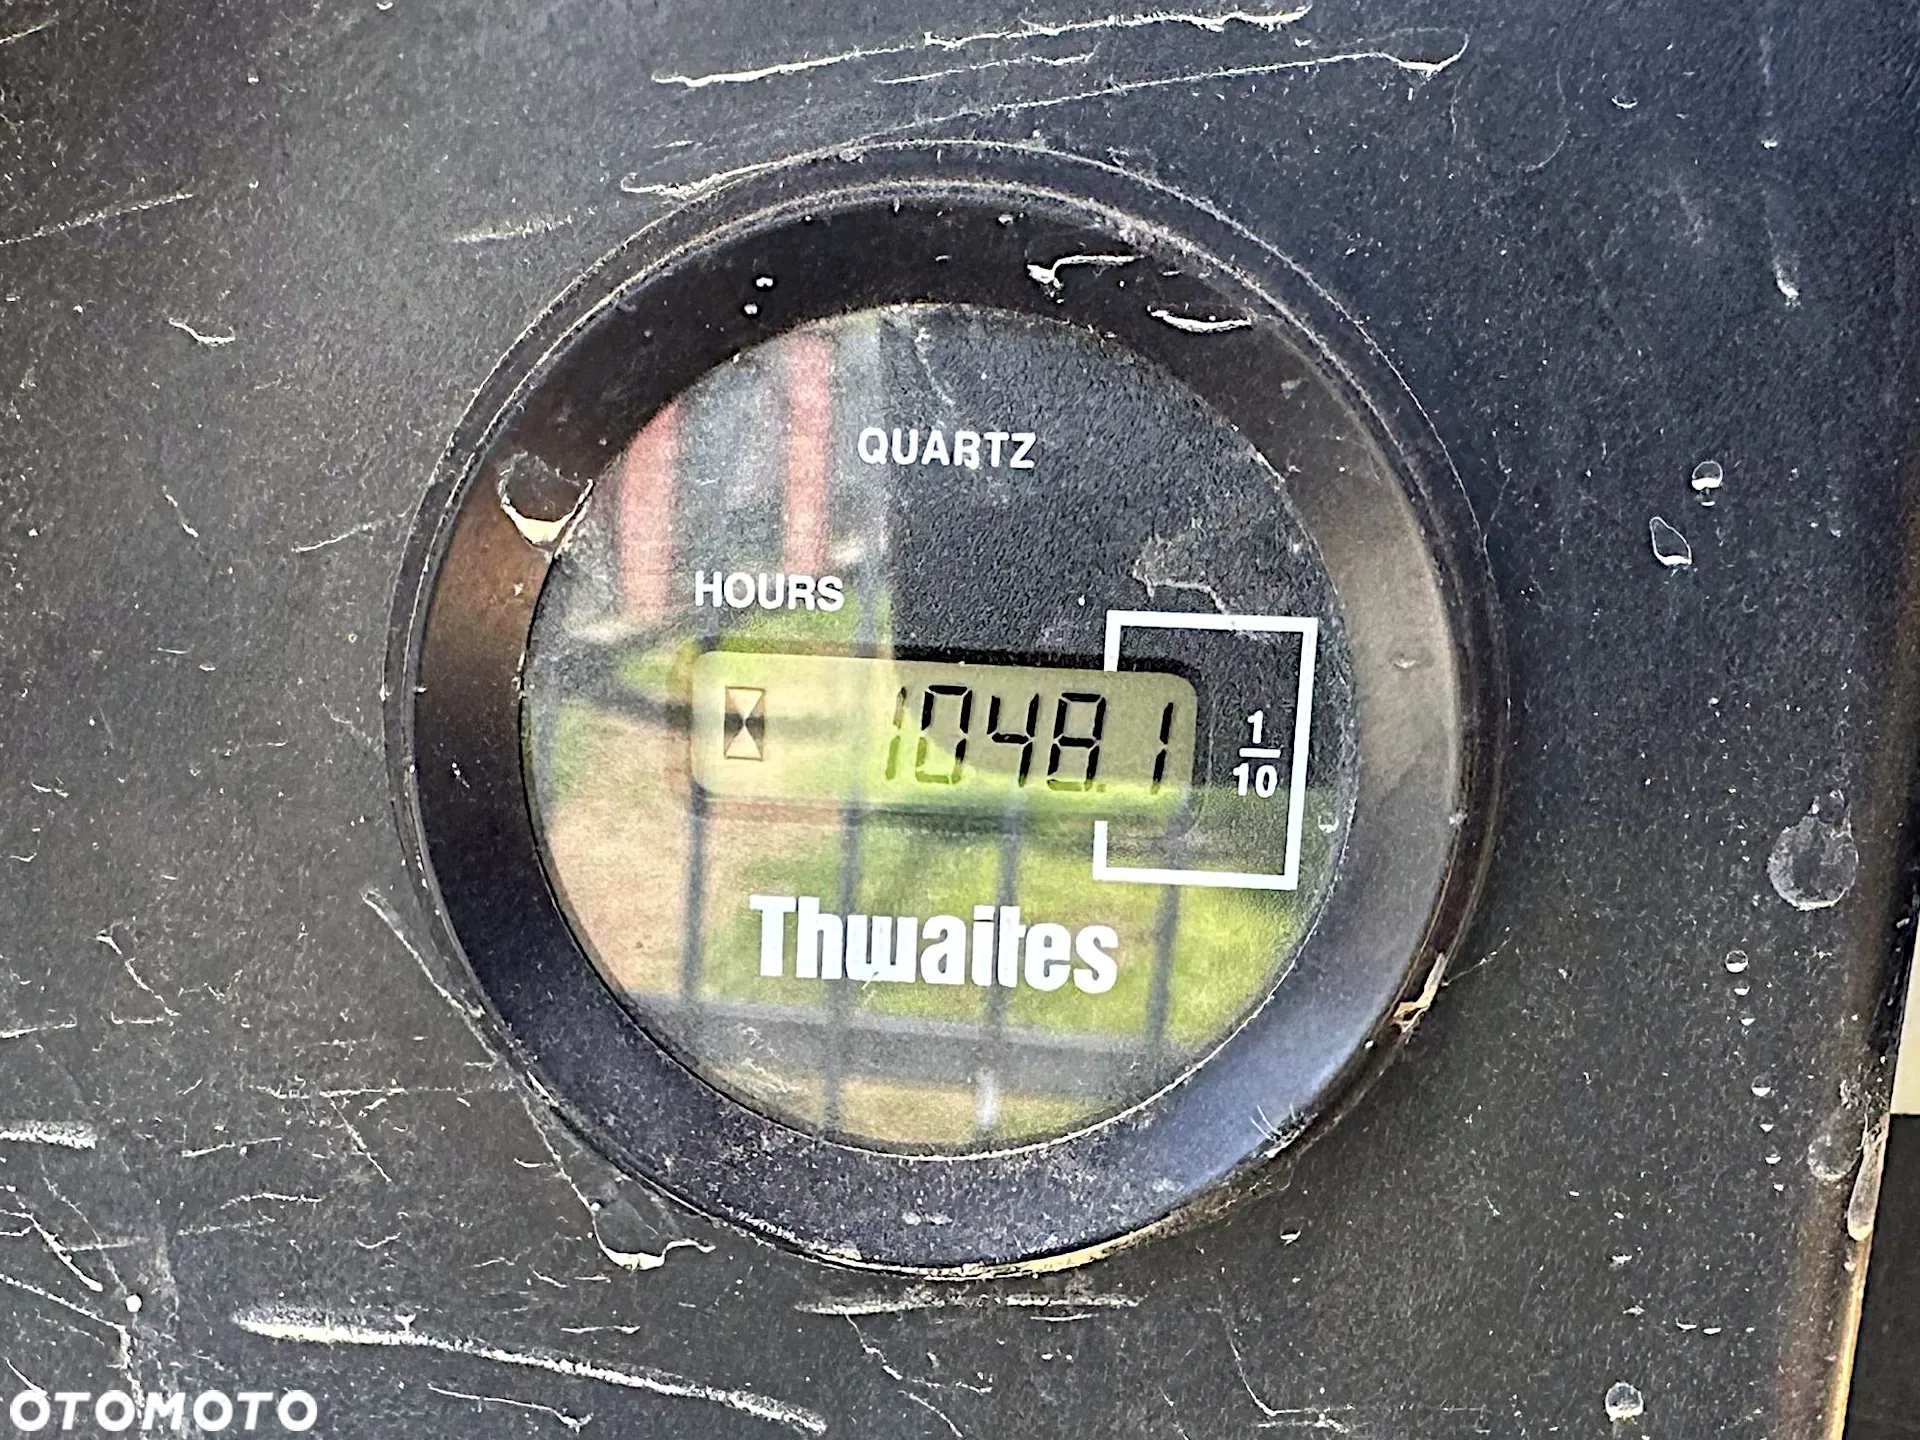 QUARTZ
HOURS
1048.1
1
10
Thwaites
OTOMOTO